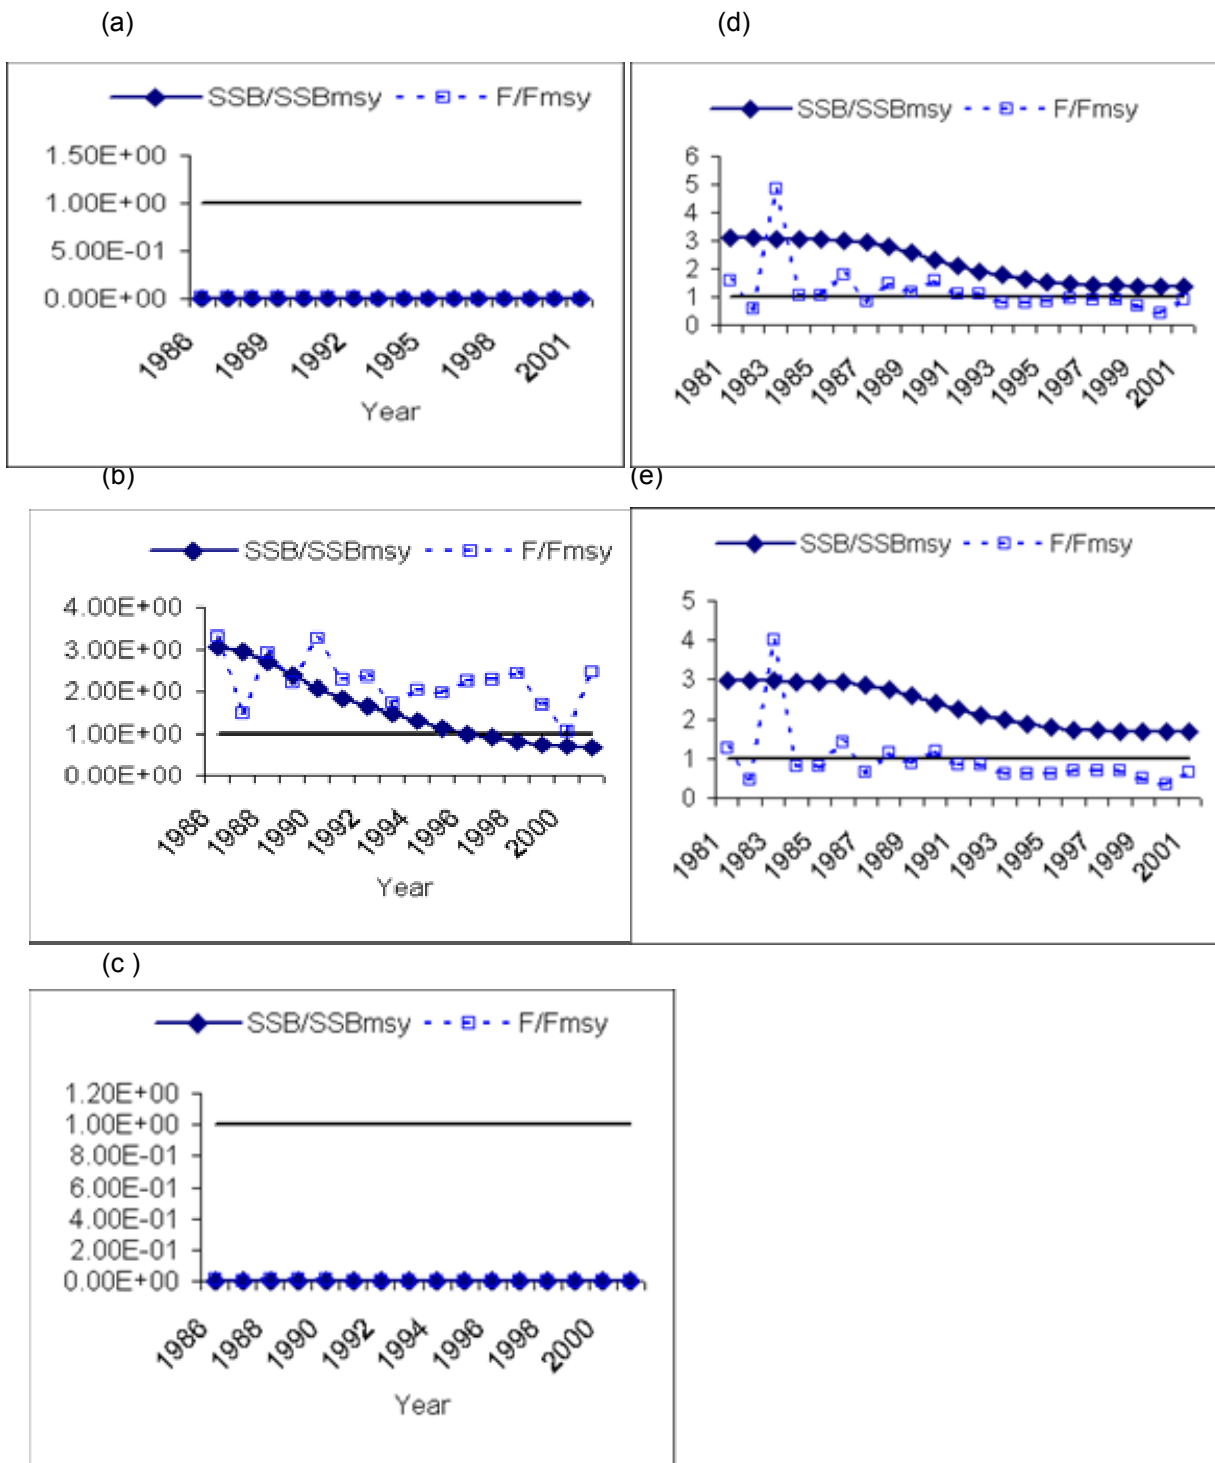 (a)
SSB/SSBmsy F/Fmsy
1.50E+00
1.00E+00
5.00E-01
0.00E+00
1986 1989 1992 1995 1998 2001
Year
(d)
SSB/SSBmsy F/Fmsy
6
5
4
3
2
1
0
1981 1983 1985 1987 1989 1991 1993 1995 1997 1999 2001
(b)
SSB/SSBmsy F/Fmsy
4.00E+00
3.00E+00
2.00E+00
1.00E+00
0.00E+00
1986 1988 1990 1992 1994 1996 1998 2000
Year
(e)
SSB/SSBmsy F/Fmsy
5
4
3
2
1
0
1981 1983 1985 1987 1989 1991 1993 1995 1997 1999 2001
(c )
SSB/SSBmsy F/Fmsy
1.20E+00
1.00E+00
8.00E-01
6.00E-01
4.00E-01
2.00E-01
0.00E+00
1986 1988 1990 1992 1994 1996 1998 2000
Year